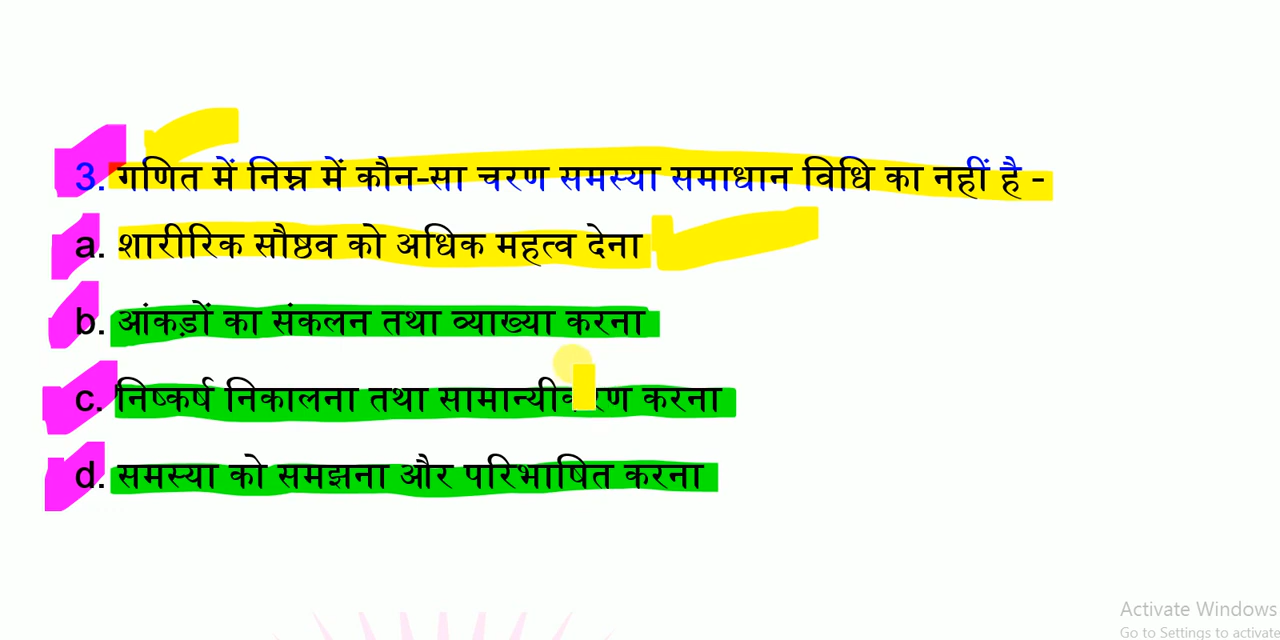 3. गणित में निम्न में कौन-सा चरण समस्या समाधान विधि का नहीं है -
a. शारीरिक सौष्ठव को अधिक महत्व देना
b. आंकड़ों का संकलन तथा व्याख्या करना
c. निष्कर्ष निकालना तथा सामान्यीकरण करना
d. समस्या को समझना और परिभाषित करना
Activate Windows
Go to Settings to activate